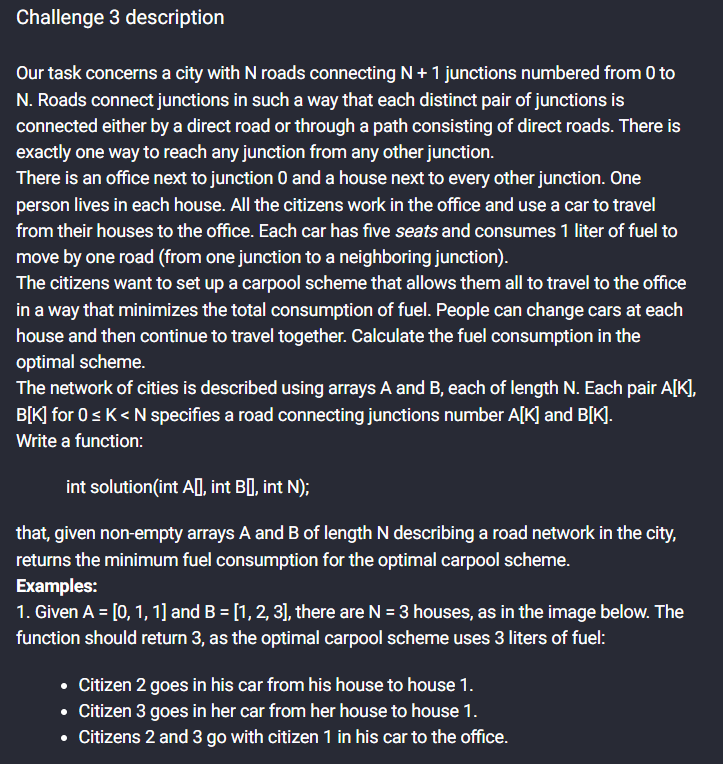 Challenge 3 description
Our task concerns a city with N roads connecting N + 1 junctions numbered from 0 to
N. Roads connect junctions in such a way that each distinct pair of junctions is
connected either by a direct road or through a path consisting of direct roads. There is
exactly one way to reach any junction from any other junction.
There is an office next to junction 0 and a house next to every other junction. One
person lives in each house. All the citizens work in the office and use a car to travel
from their houses to the office. Each car has five seats and consumes 1 liter of fuel to
move by one road (from one junction to a neighboring junction).
The citizens want to set up a carpool scheme that allows them all to travel to the office
in a way that minimizes the total consumption of fuel. People can change cars at each
house and then continue to travel together. Calculate the fuel consumption in the
optimal scheme.
The network of cities is described using arrays A and B, each of length N. Each pair A[K],
B[K] for 0 ≤ K < N specifies a road connecting junctions number A[K] and B[K].
Write a function:
int solution(int A[], int B[], int N);
that, given non-empty arrays A and B of length N describing a road network in the city,
returns the minimum fuel consumption for the optimal carpool scheme.
Examples:
1. Given A = [0, 1, 1] and B = [1, 2, 3], there are N = 3 houses, as in the image below. The
function should return 3, as the optimal carpool scheme uses 3 liters of fuel:
• Citizen 2 goes in his car from his house to house 1.
• Citizen 3 goes in her car from her house to house 1.
• Citizens 2 and 3 go with citizen 1 in his car to the office.